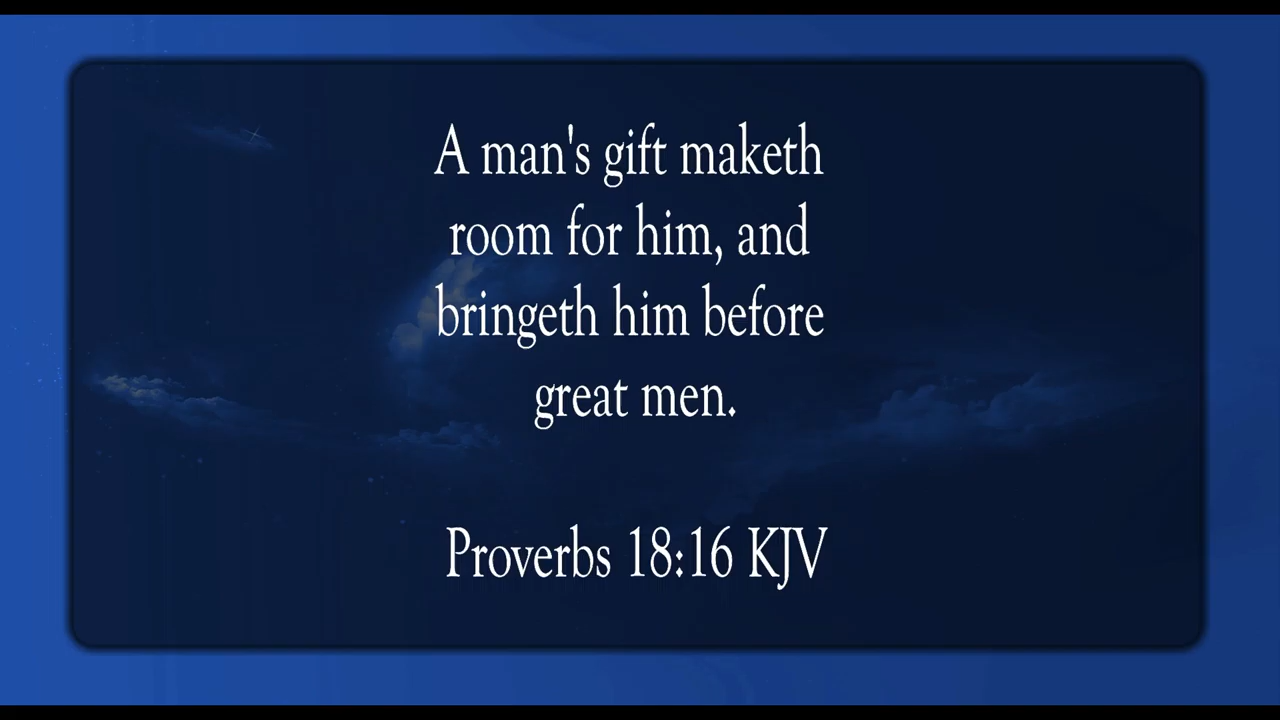 A man's gift maketh
room for him, and
bringeth him before
great men.
Proverbs 18:16 KJV